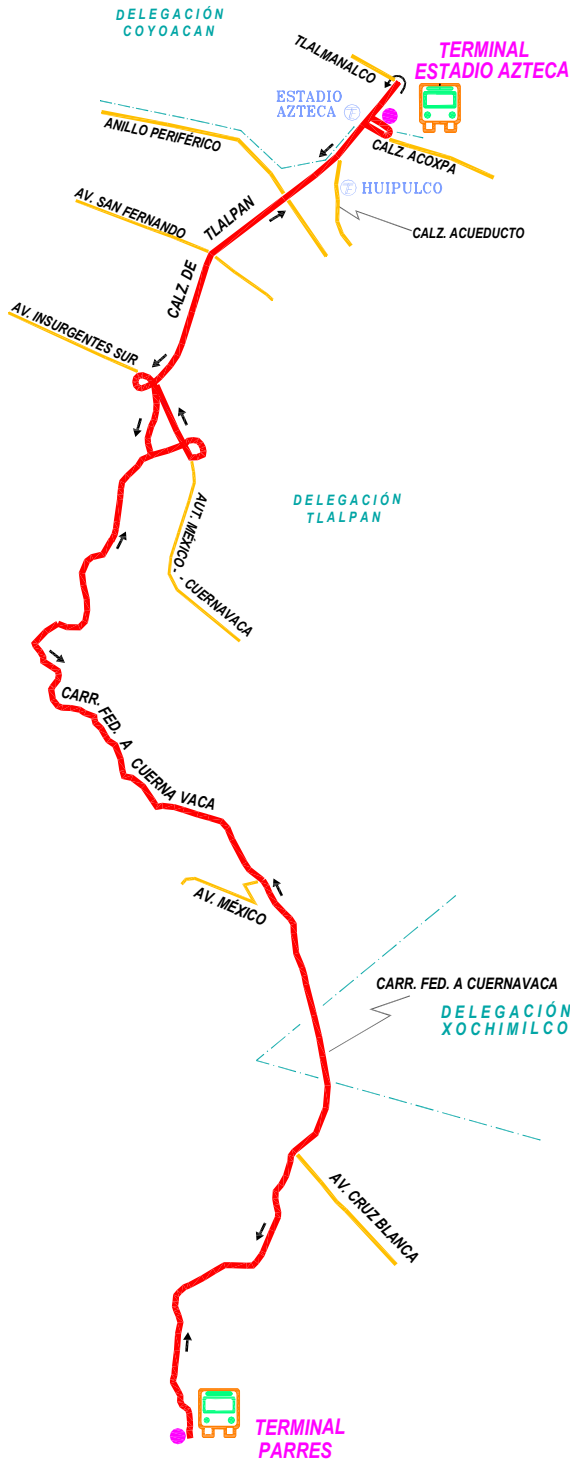 DELEGACIÓN
COYOACAN
TLALMANALCO
TERMINAL
ESTADIO AZTECA
ESTADIO
AZTECA
ANILLO PERIFÉRICO
CALZ. ACOXPA
HUIPULCO
AV. SAN FERNANDO
TLALPAN
CALZ. ACUEDUCTO
CALZ. DE
AV. INSURGENTES SUR
DELEGACIÓN
TLALPAN
AUT. MÉXICO-
- CUERNAVACA
CARR. FED. A CUERNA VACA
AV. MÉXICO
CARR. FED. A CUERNAVACA
DELEGACIÓN
XOCHIMILCO
AV. CRUZ BLANCA
TERMINAL
PARRES